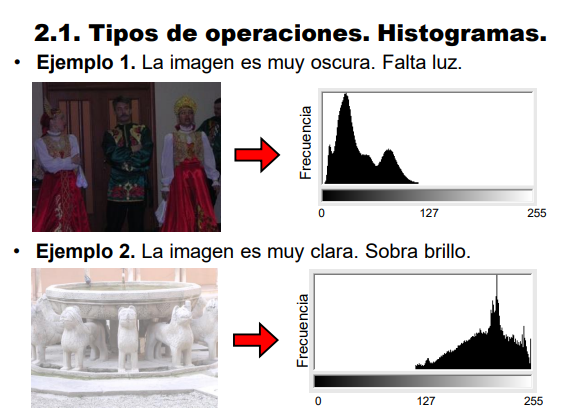 2.1. Tipos de operaciones. Histogramas.
• Ejemplo 1. La imagen es muy oscura. Falta luz.
Frecuencia
0 127 255
• Ejemplo 2. La imagen es muy clara. Sobra brillo.
Frecuencia
0 127 255